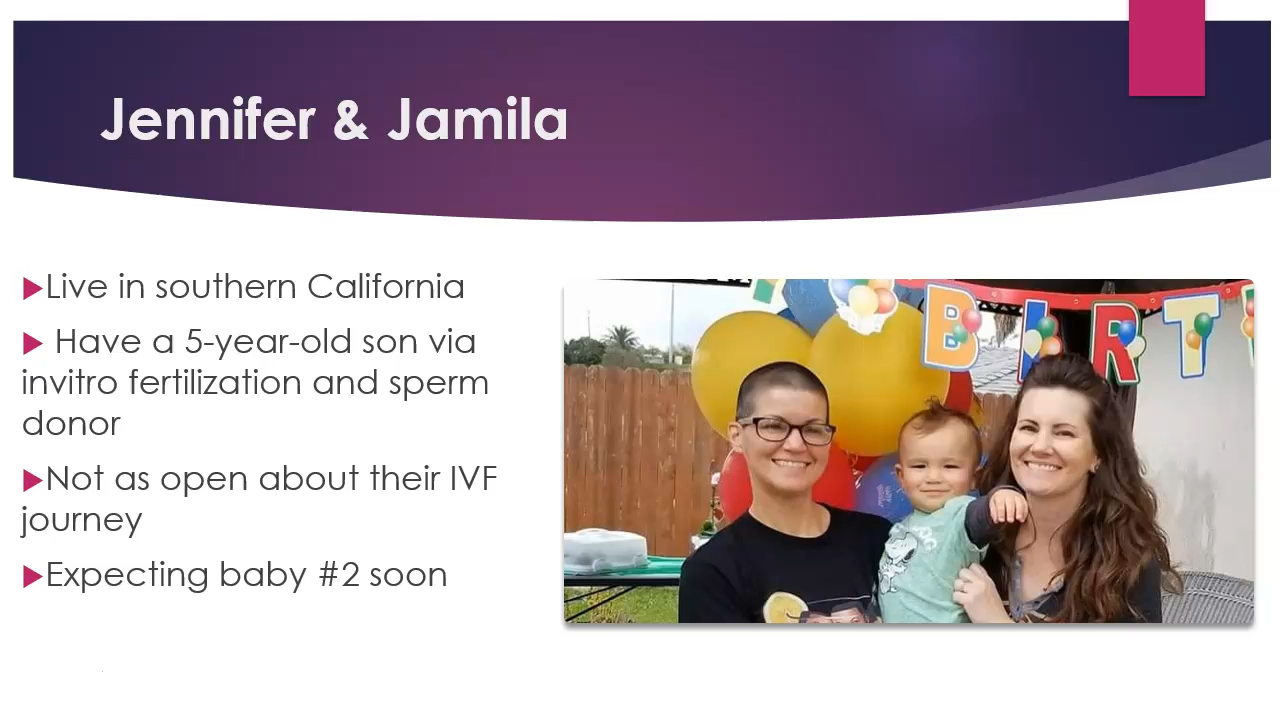 Jennifer & Jamila
Live in southern California
Have a 5-year-old son via
invitro fertilization and sperm
donor
Not as open about their IVF
journey
Expecting baby #2 soon
BIRT